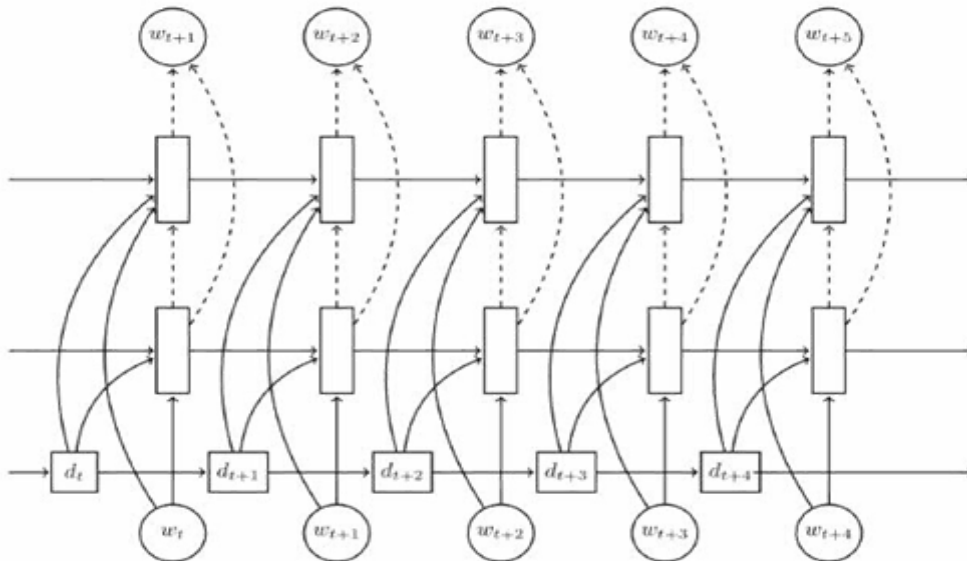 w_{t+1} w_{t+2} w_{t+3} w_{t+4} w_{t+5}
d_t d_{t+1} d_{t+2} d_{t+3} d_{t+4}
w_t w_{t+1} w_{t+2} w_{t+3} w_{t+4}